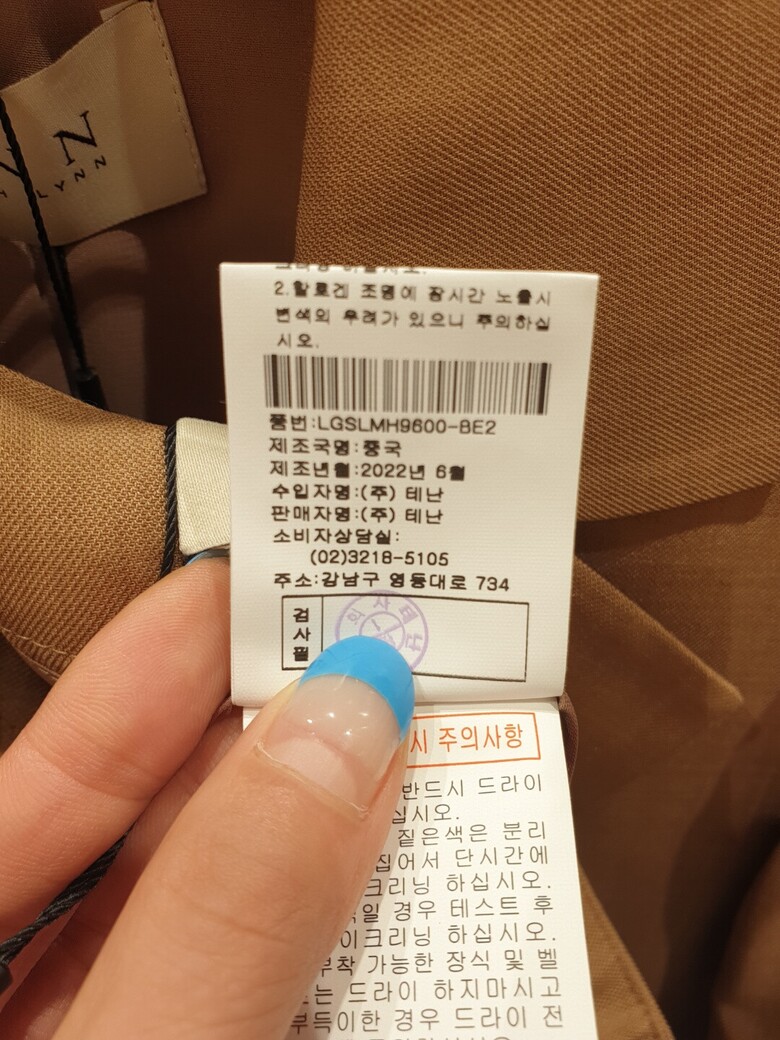 Z
2.할로겐 조명에 장시간 노출시
변색의 우려가 있으니 주의하십
시오.
품번:LGSLMH9600-BE2
제조국명:중국
제조년월:2022년 6월
수입자명:(주) 테난
판매자명:(주) 테난
소비자상담실:
(02)3218-5105
주소:강남구 영동대로 734
검사필
시 주의사항
반드시 드라이
십시오.
짙은색은 분리
집어서 단시간에
크리닝 하십시오.
일 경우 테스트 후
이크리닝 하십시오.
부착 가능한 장식 및 벨
는 드라이 하지마시고
부득이한 경우 드라이 전